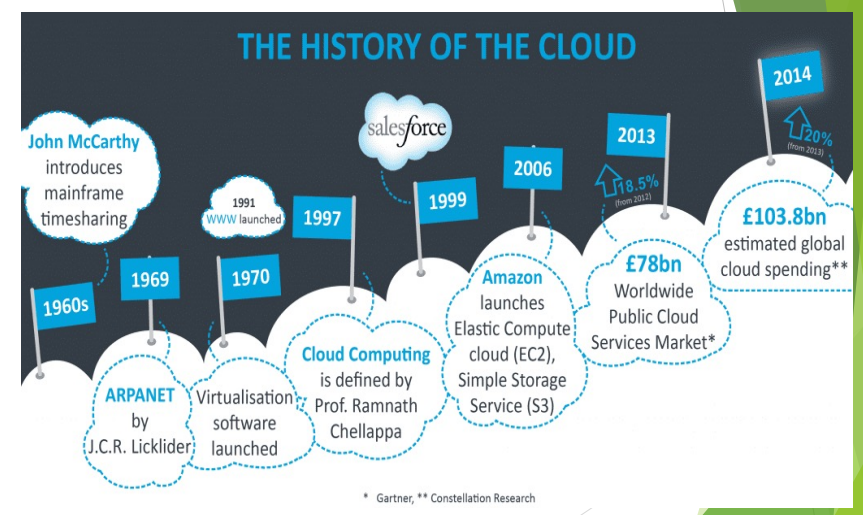 THE HISTORY OF THE CLOUD
John McCarthy
introduces
mainframe
timesharing
1960s
1969
ARPANET
by
J.C.R. Licklider
1970
Virtualisation
software
launched
1991
WWW launched
1997
Cloud Computing
is defined by
Prof. Ramnath
Chellappa
salesforce
1999
2006
Amazon
launches
Elastic Compute
cloud (EC2),
Simple Storage
Service (S3)
2013
18.5%
(from 2012)
£78bn
Worldwide
Public Cloud
Services Market*
2014
20%
(from 2013)
£103.8bn
estimated global
cloud spending**
* Gartner, ** Constellation Research